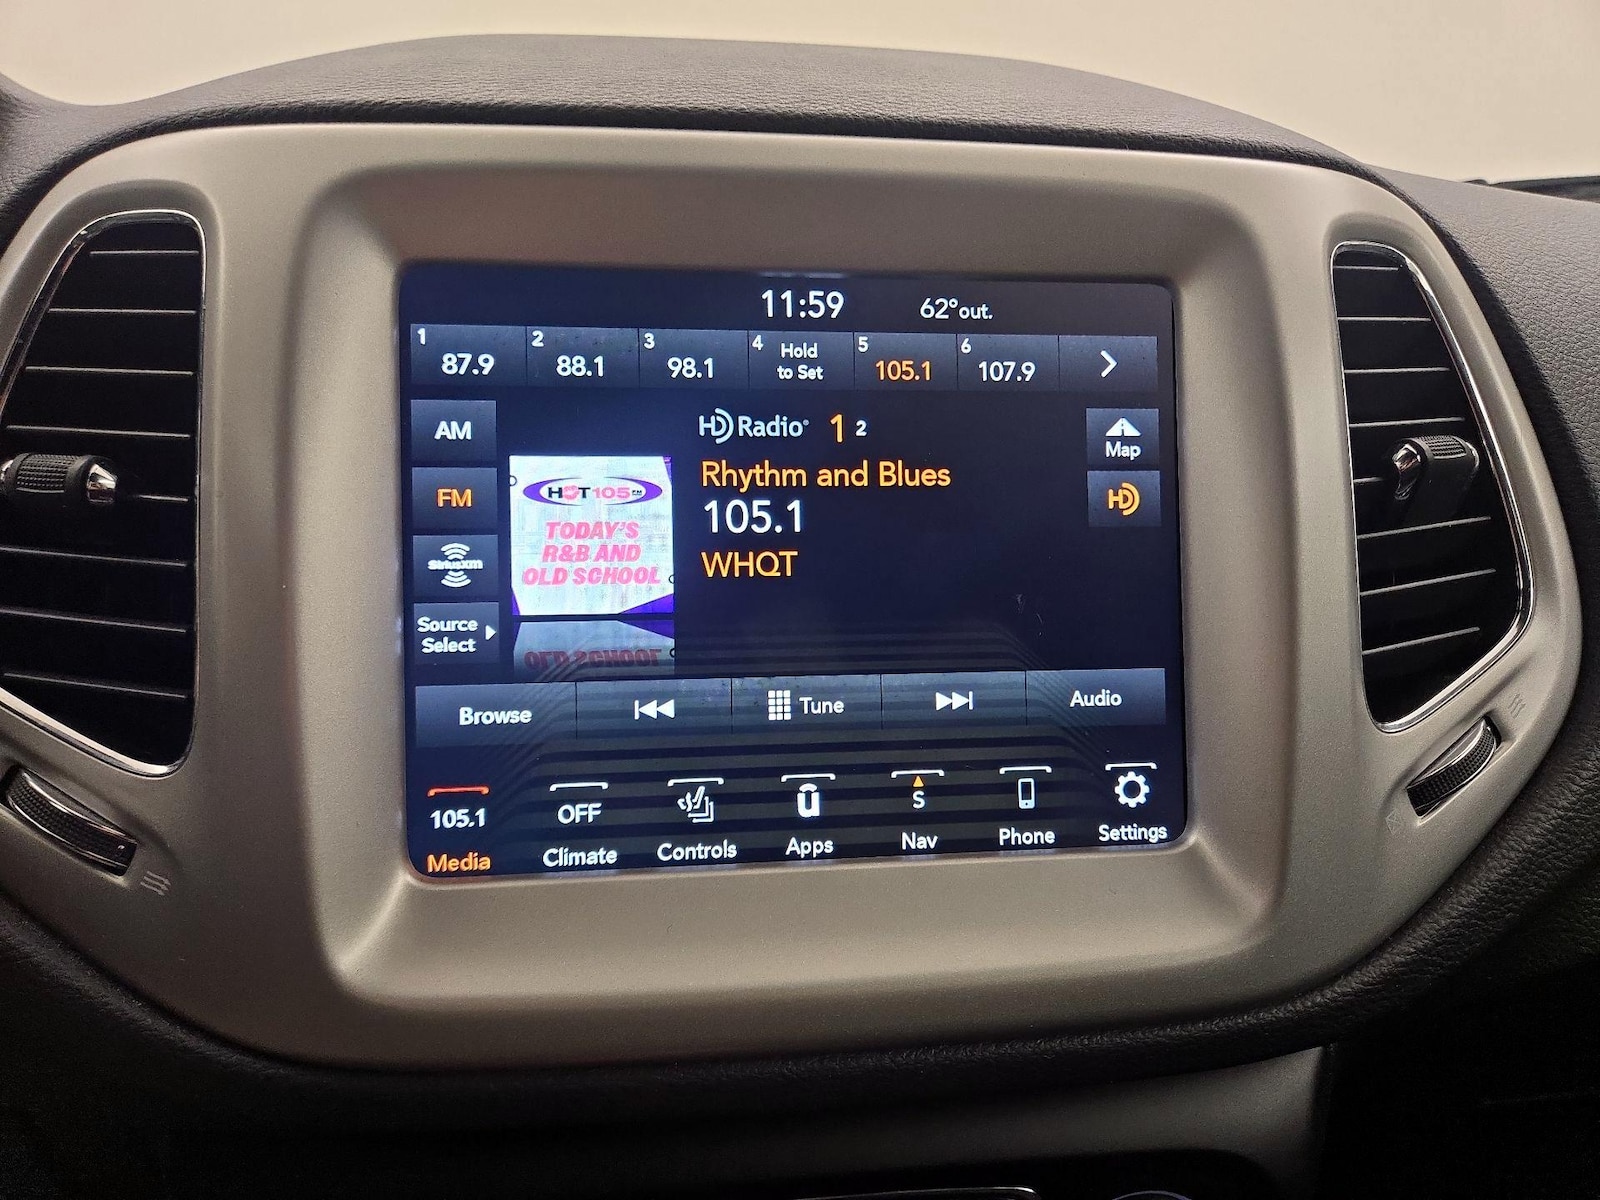 11:59 62° out.
1 87.9 2 88.1 3 98.1 4 Hold to Set 5 105.1 6 107.9
AM
FM
SiriusXM
Source
Select
HOT 105 FM
TODAY'S
R&B AND
OLD SCHOOL
OLD SCHOOL
HD Radio® 1 2
Rhythm and Blues
105.1
WHQT
Map
HD
Browse Tune Audio
105.1 OFF u S
Media Climate Controls Apps Nav Phone Settings